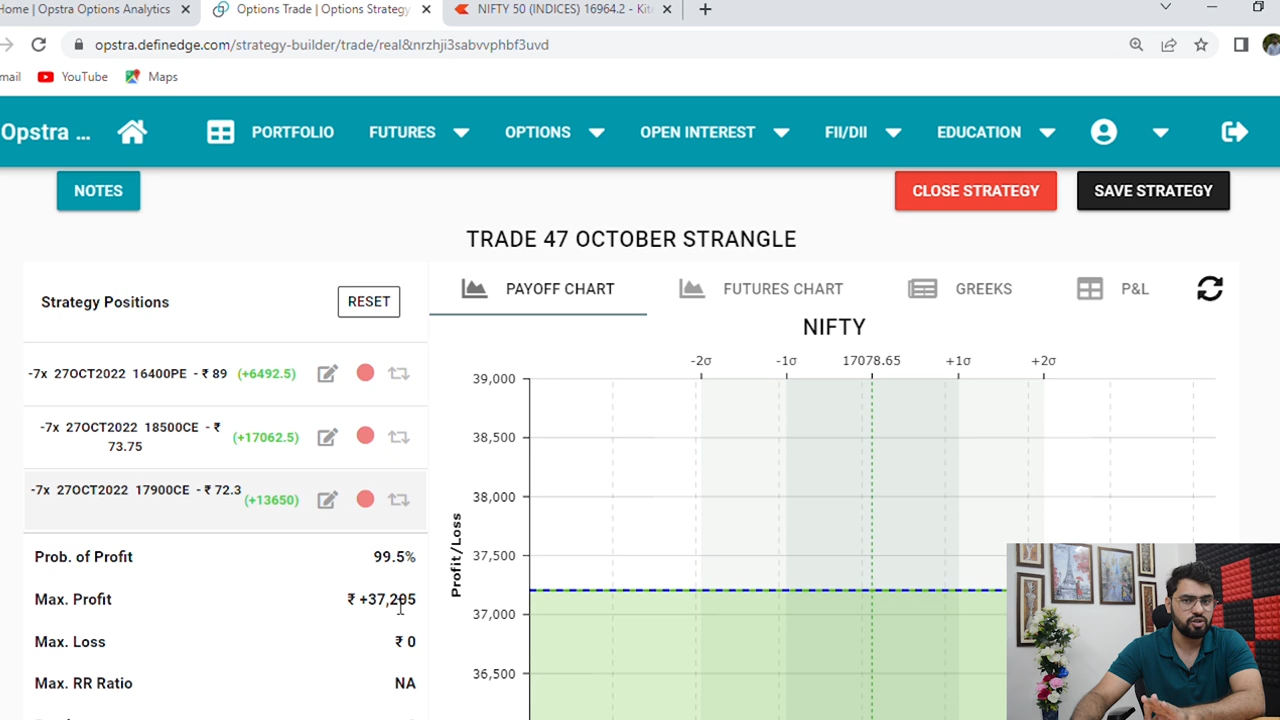 Home | Opstra Options Analytics
Options Trade | Options Strategy
NIFTY 50 (INDICES) 16964.2 - Kite
opstra.definedge.com/strategy-builder/trade/real&nrzhji3sabvvphbf3uvd
mail
YouTube
Maps
Opstra ...
PORTFOLIO
FUTURES
OPTIONS
OPEN INTEREST
FII/DII
EDUCATION
NOTES
CLOSE STRATEGY
SAVE STRATEGY
TRADE 47 OCTOBER STRANGLE
Strategy Positions
RESET
PAYOFF CHART
FUTURES CHART
GREEKS
P&L
NIFTY
-2σ
-1σ
17078.65
+1σ
+2σ
-7x 27OCT2022 16400PE - ₹ 89 (+6492.5)
-7x 27OCT2022 18500CE - ₹
73.75
(+17062.5)
-7x 27OCT2022 17900CE - ₹ 72.3
(+13650)
Prob. of Profit 99.5%
Max. Profit ₹ +37,205
Max. Loss ₹ 0
Max. RR Ratio NA
Profit/Loss
39,000
38,500
38,000
37,500
37,000
36,500